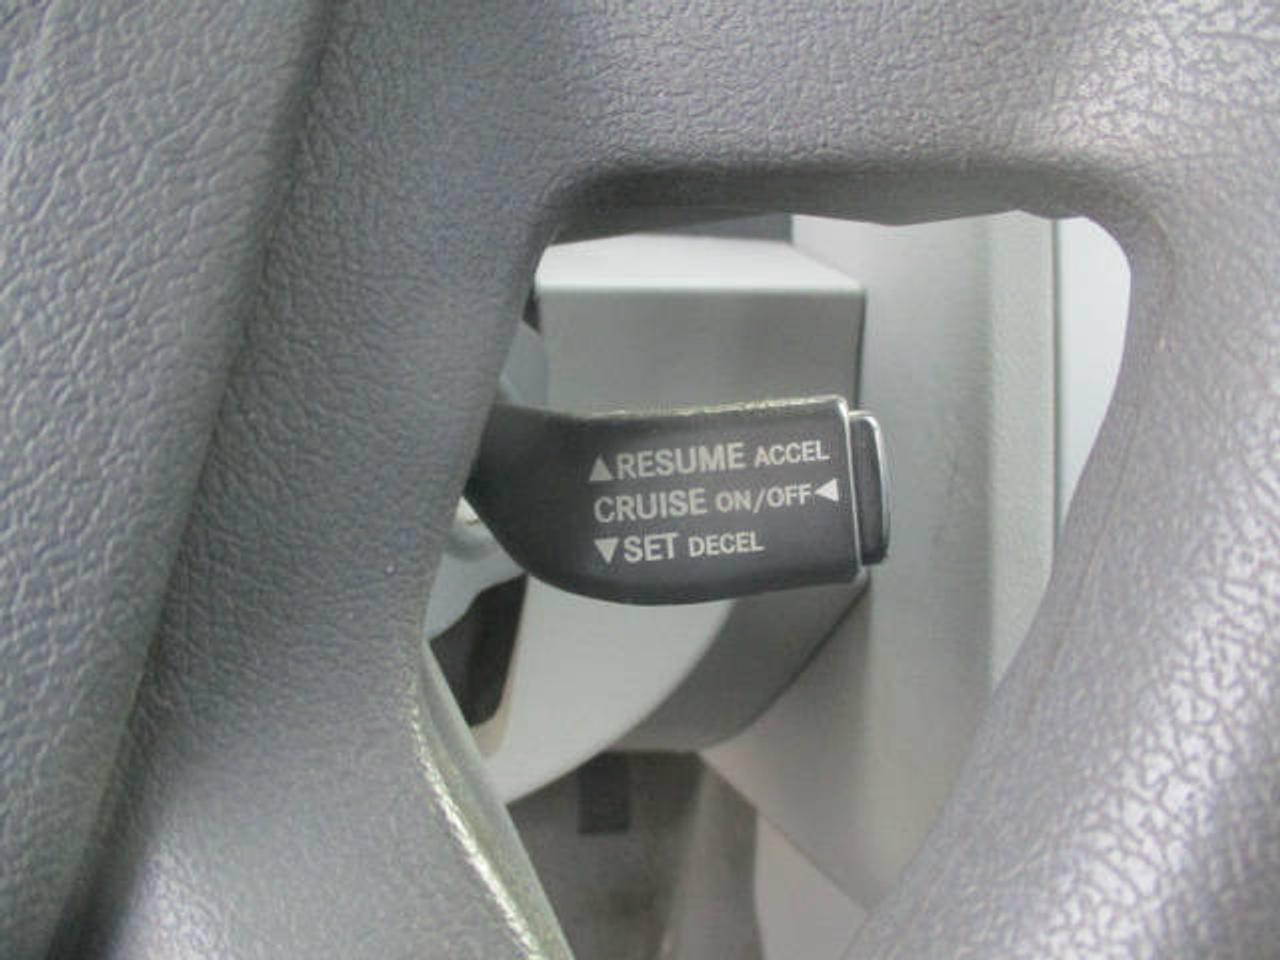 ▲RESUME ACCEL
CRUISE ON/OFF◀
▼SET DECEL